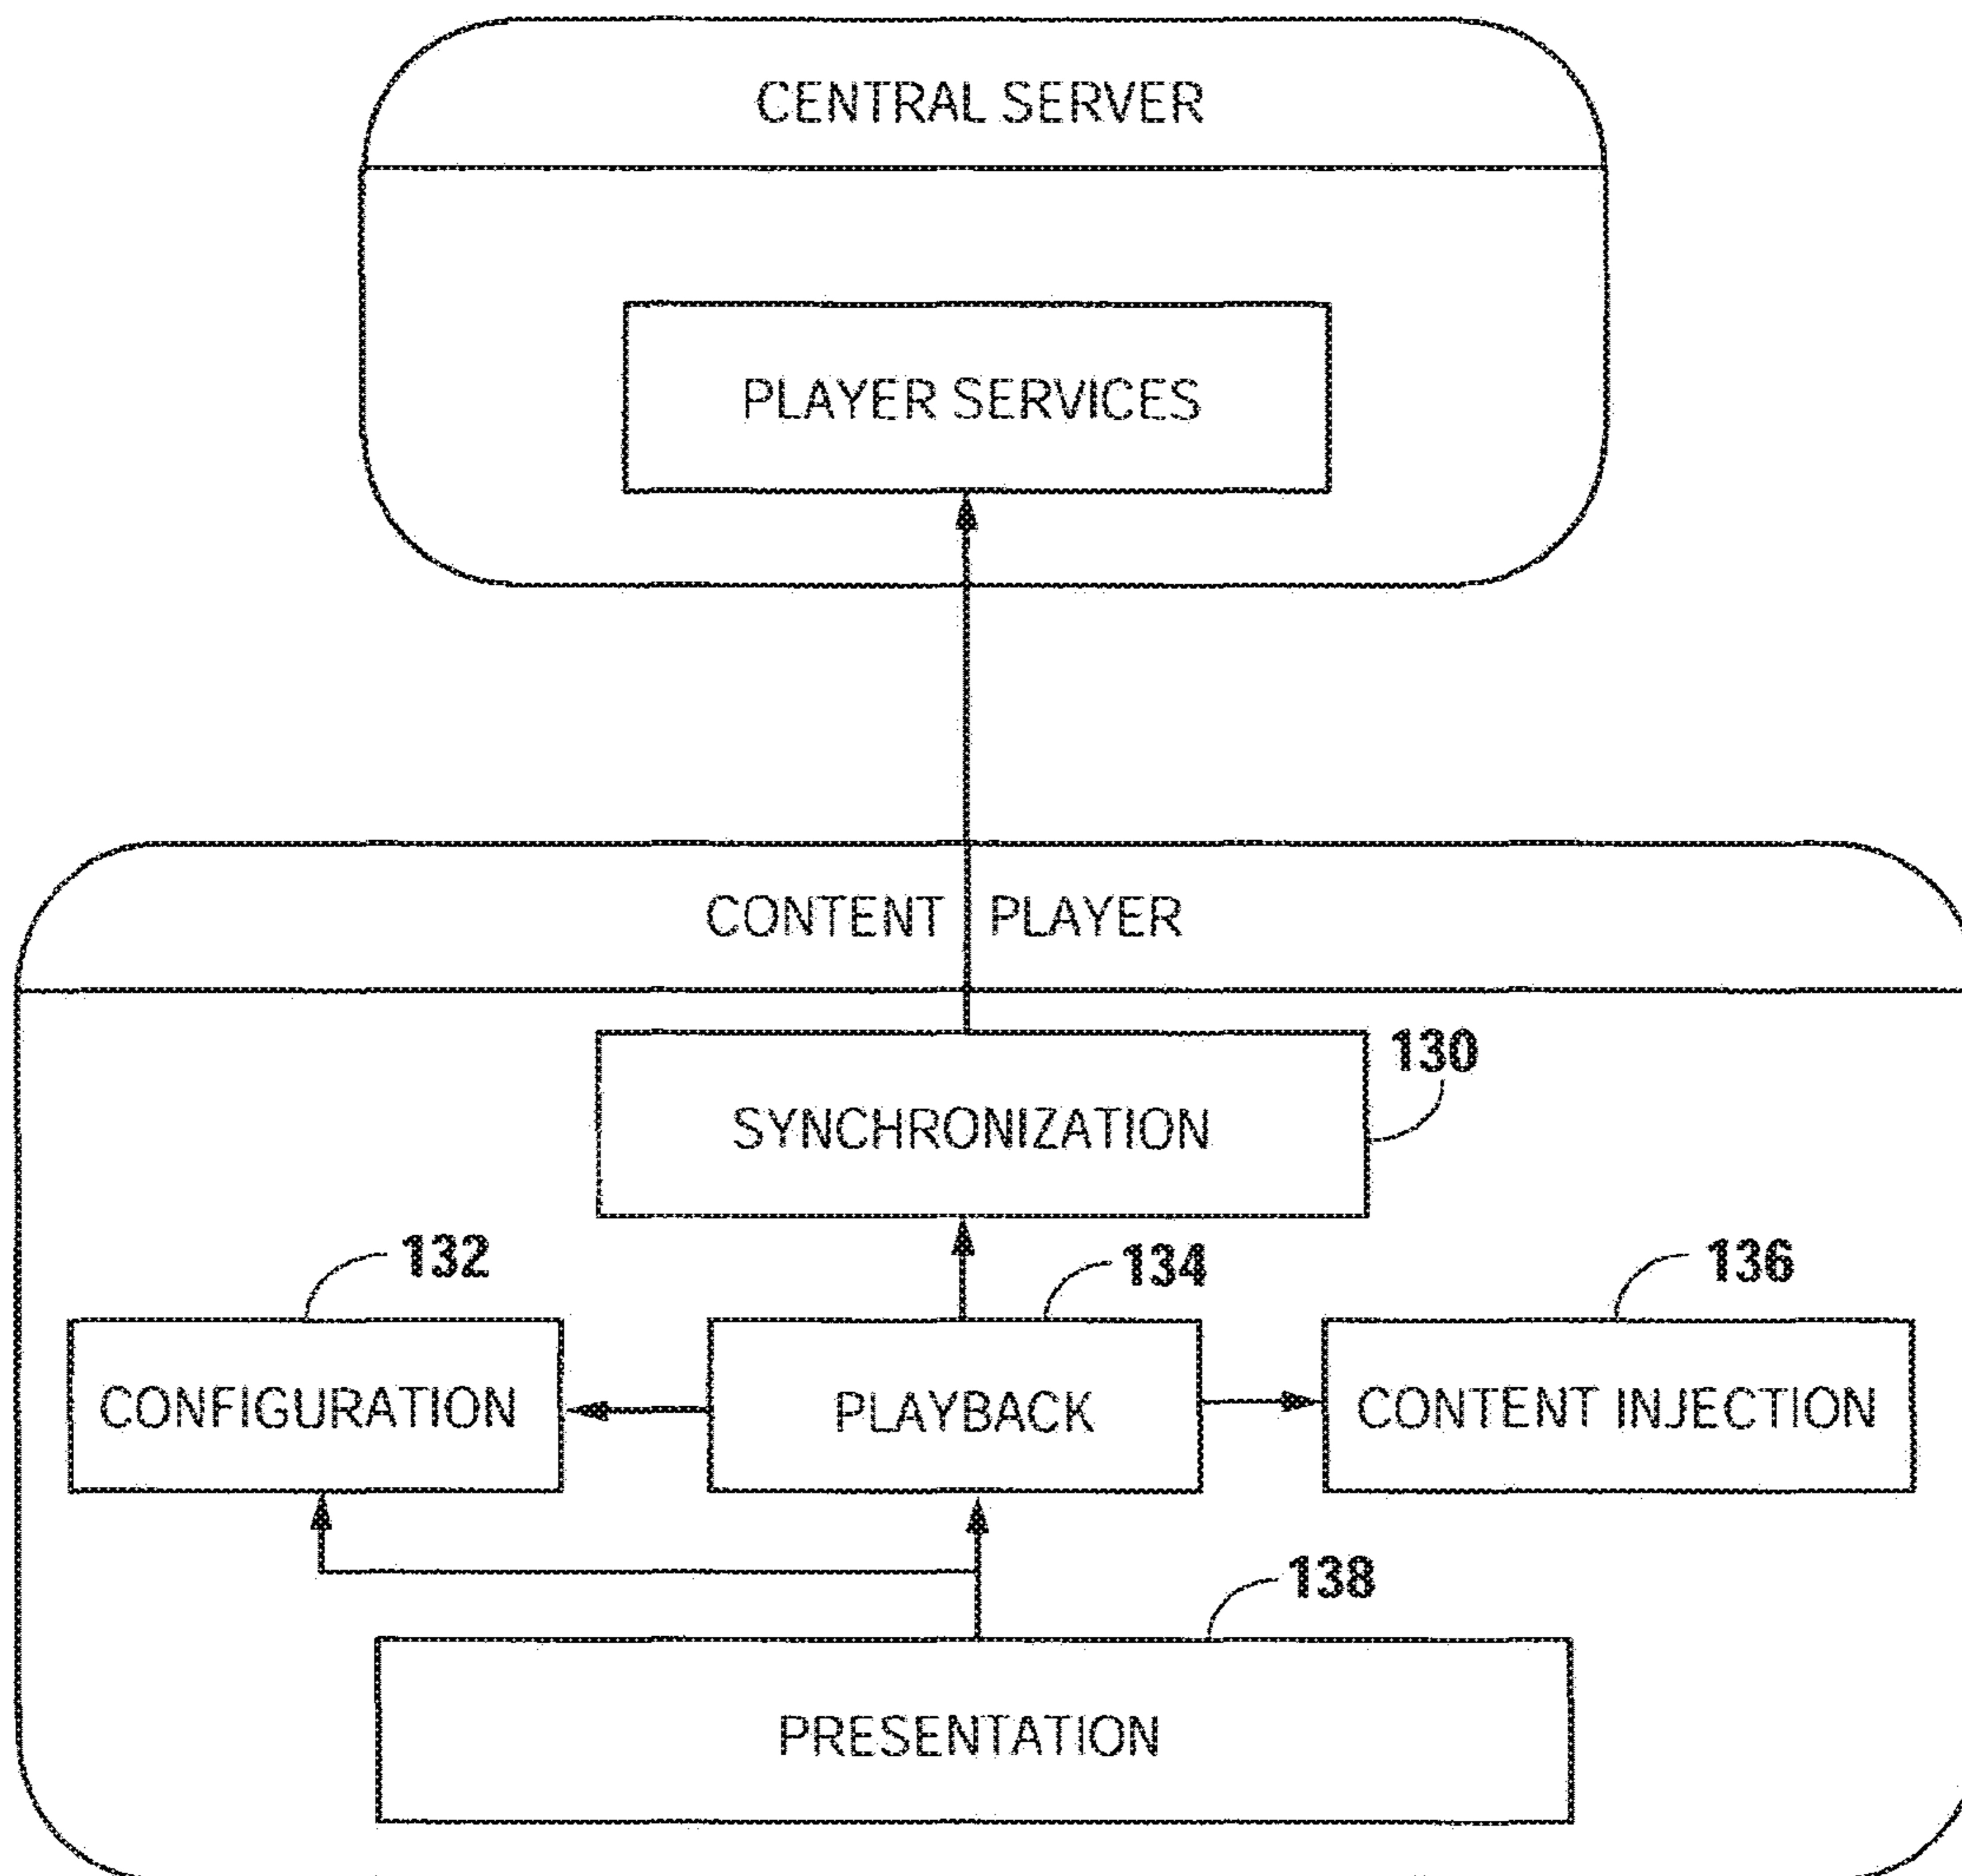 CENTRAL SERVER
PLAYER SERVICES
CONTENT PLAYER
130
SYNCHRONIZATION
132
134
136
CONFIGURATION
PLAYBACK
CONTENT INJECTION
138
PRESENTATION